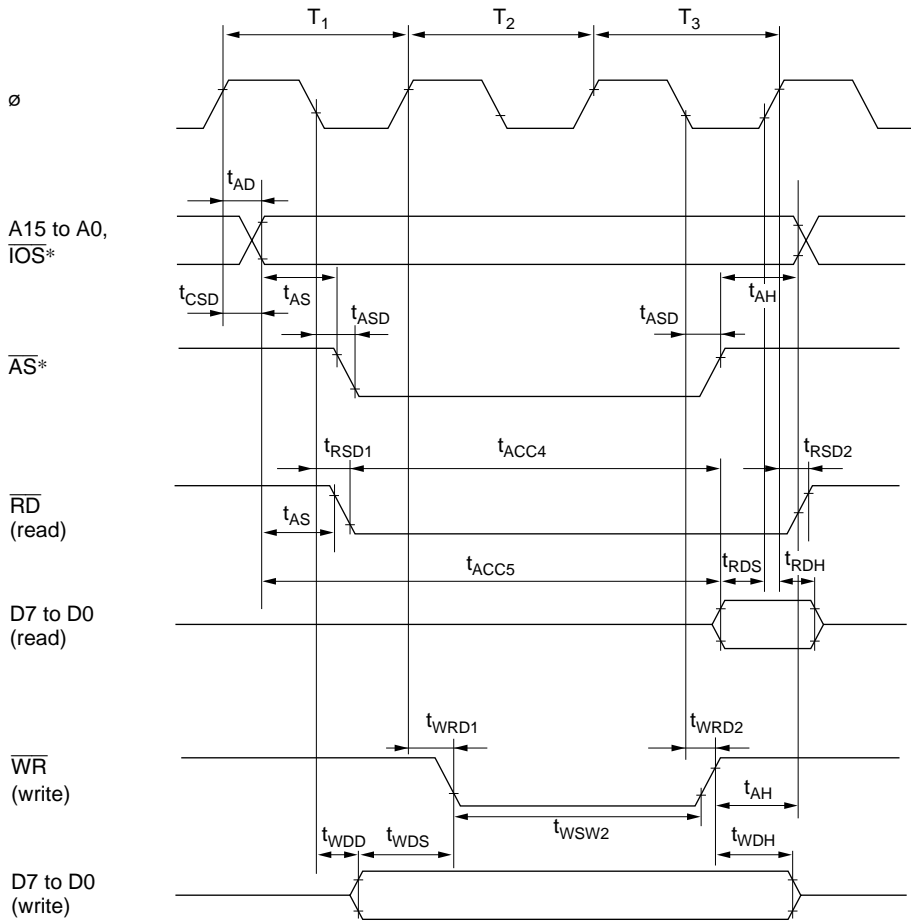 T1 T2 T3
ø
tAD
A15 to A0,
IOS*
tCSD tAS tAH
tASD tASD
AS*
tRSD1 tACC4 tRSD2
RD
(read)
tAS
tACC5 tRDS tRDH
D7 to D0
(read)
tWRD1 tWRD2
WR
(write)
tAH
tWSW2
tWDD tWDS tWDH
D7 to D0
(write)